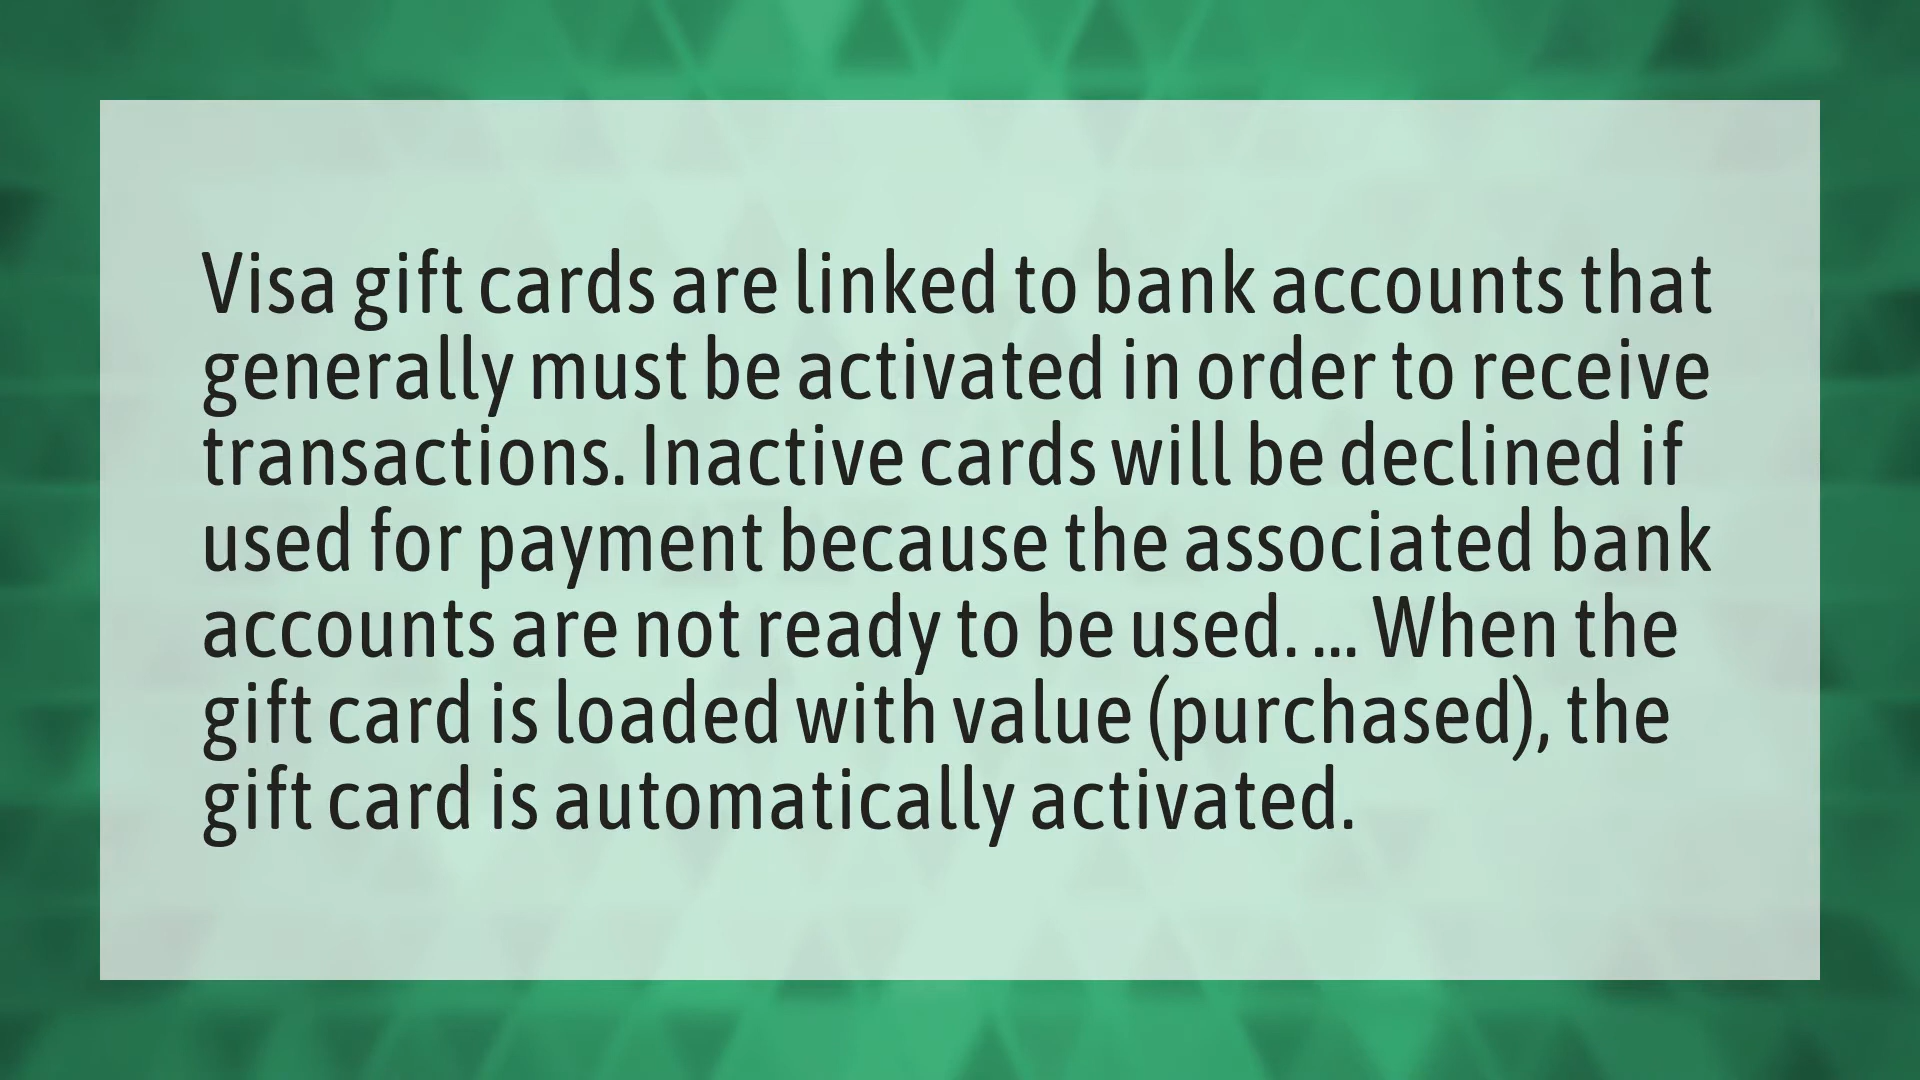 Visa gift cards are linked to bank accounts that
generally must be activated in order to receive
transactions. Inactive cards will be declined if
used for payment because the associated bank
accounts are not ready to be used. ... When the
gift card is loaded with value (purchased), the
gift card is automatically activated.